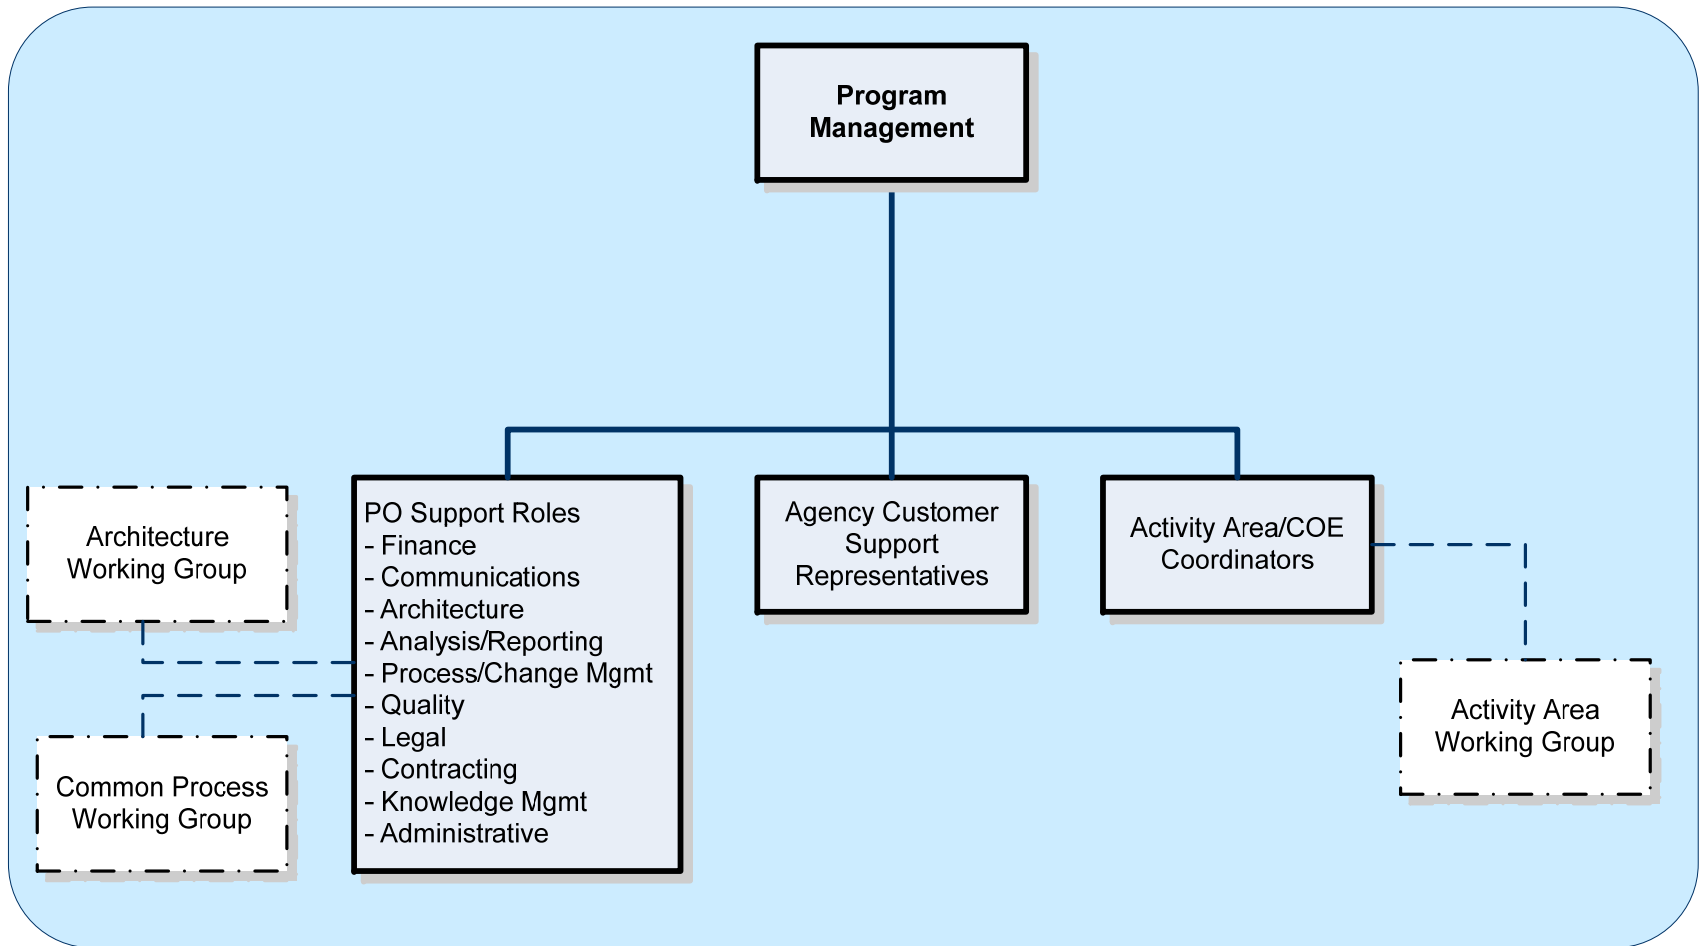 Program
Management
Architecture
Working Group
Common Process
Working Group
PO Support Roles
- Finance
- Communications
- Architecture
- Analysis/Reporting
- Process/Change Mgmt
- Quality
- Legal
- Contracting
- Knowledge Mgmt
- Administrative
Agency Customer
Support
Representatives
Activity Area/COE
Coordinators
Activity Area
Working Group